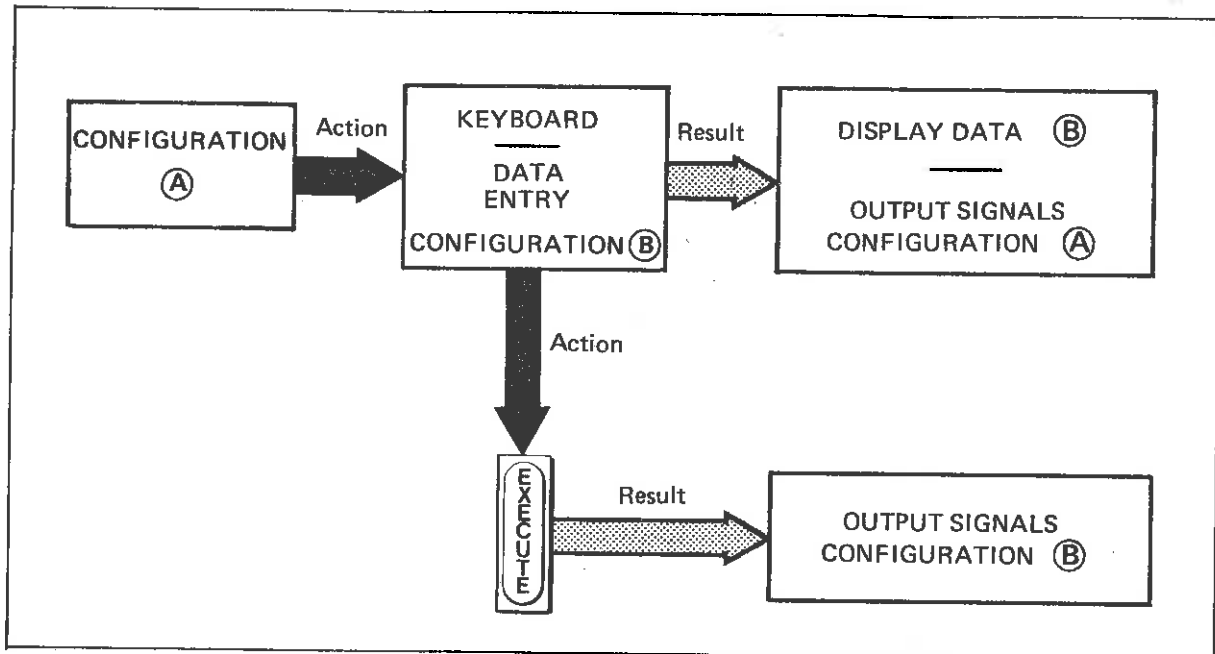 CONFIGURATION
A
Action
KEYBOARD
DATA
ENTRY
CONFIGURATION B
Result
DISPLAY DATA B
OUTPUT SIGNALS
CONFIGURATION A
Action
EXECUTE
Result
OUTPUT SIGNALS
CONFIGURATION B